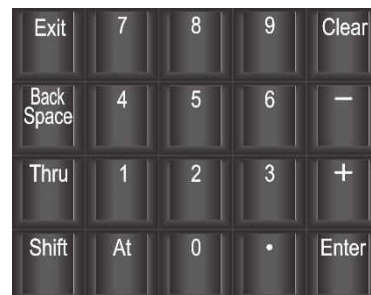 Exit 7 8 9 Clear
Back Space 4 5 6 −
Thru 1 2 3 +
Shift At 0 • Enter